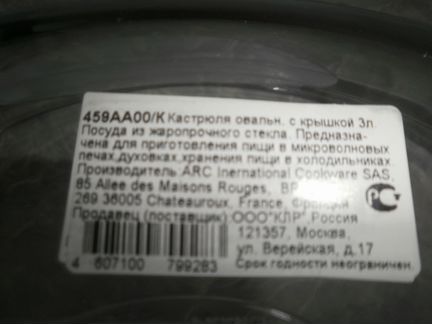 459AA00/K Кастрюля овальн. с крышкой 3л.
Посуда из жаропрочного стекла. Предназна-
чена для приготовления пищи в микроволновых
печах,духовках,хранения пищи в холодильниках.
Производитель ARC Inernational Cookware SAS,
85 Allee des Maisons Rouges, BP
269 36005 Chateauroux, France, Франция
Продавец (поставщик):ООО"КЛР",Россия
121357, Москва,
ул. Верейская, д.17
Срок годности неограничен.
4 607100 799283